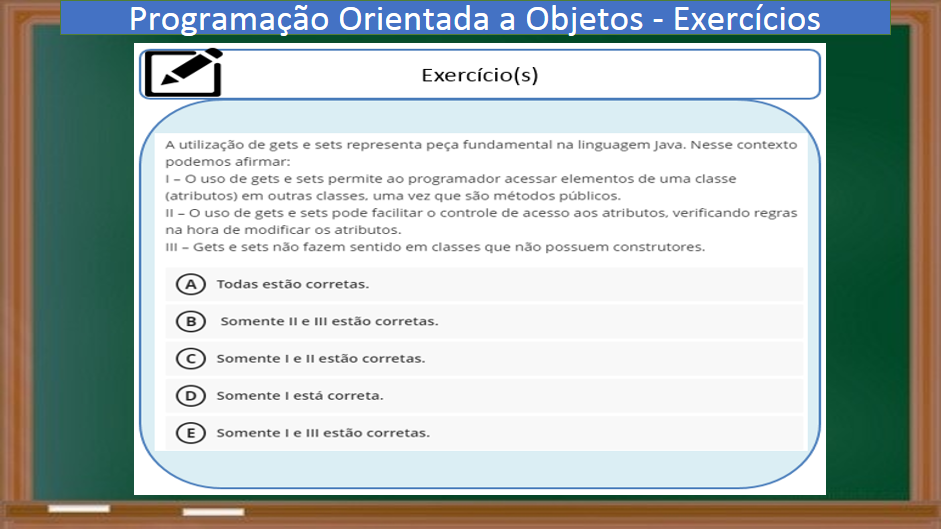 Programação Orientada a Objetos - Exercícios
Exercício(s)
A utilização de gets e sets representa peça fundamental na linguagem Java. Nesse contexto
podemos afirmar:
I – O uso de gets e sets permite ao programador acessar elementos de uma classe
(atributos) em outras classes, uma vez que são métodos públicos.
II – O uso de gets e sets pode facilitar o controle de acesso aos atributos, verificando regras
na hora de modificar os atributos.
III – Gets e sets não fazem sentido em classes que não possuem construtores.
A Todas estão corretas.
B Somente II e III estão corretas.
C Somente I e II estão corretas.
D Somente I está correta.
E Somente I e III estão corretas.